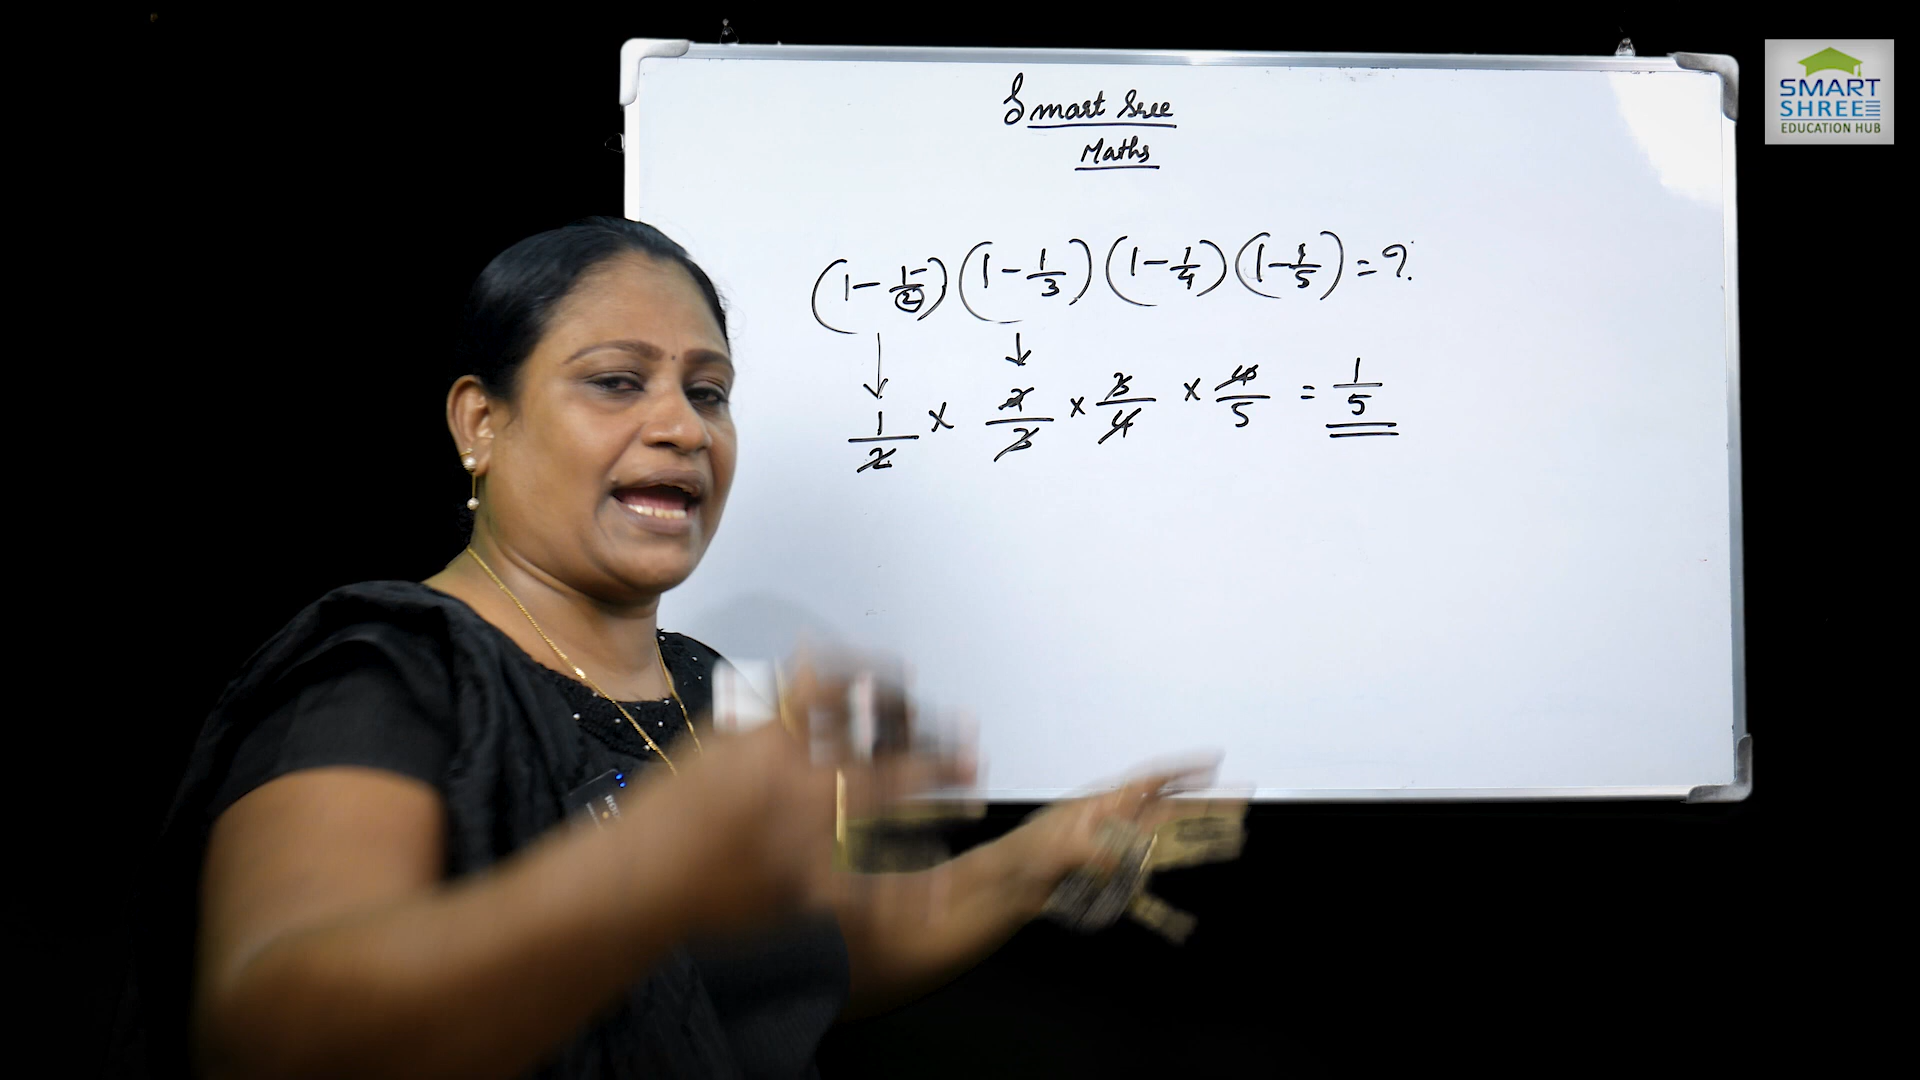 Smart Sree
Maths
(1-1/2)(1-1/3)(1-1/4)(1-1/5)=?
1/2 × 2/3 × 3/4 × 4/5 = 1/5
SMART
SHREE
EDUCATION HUB